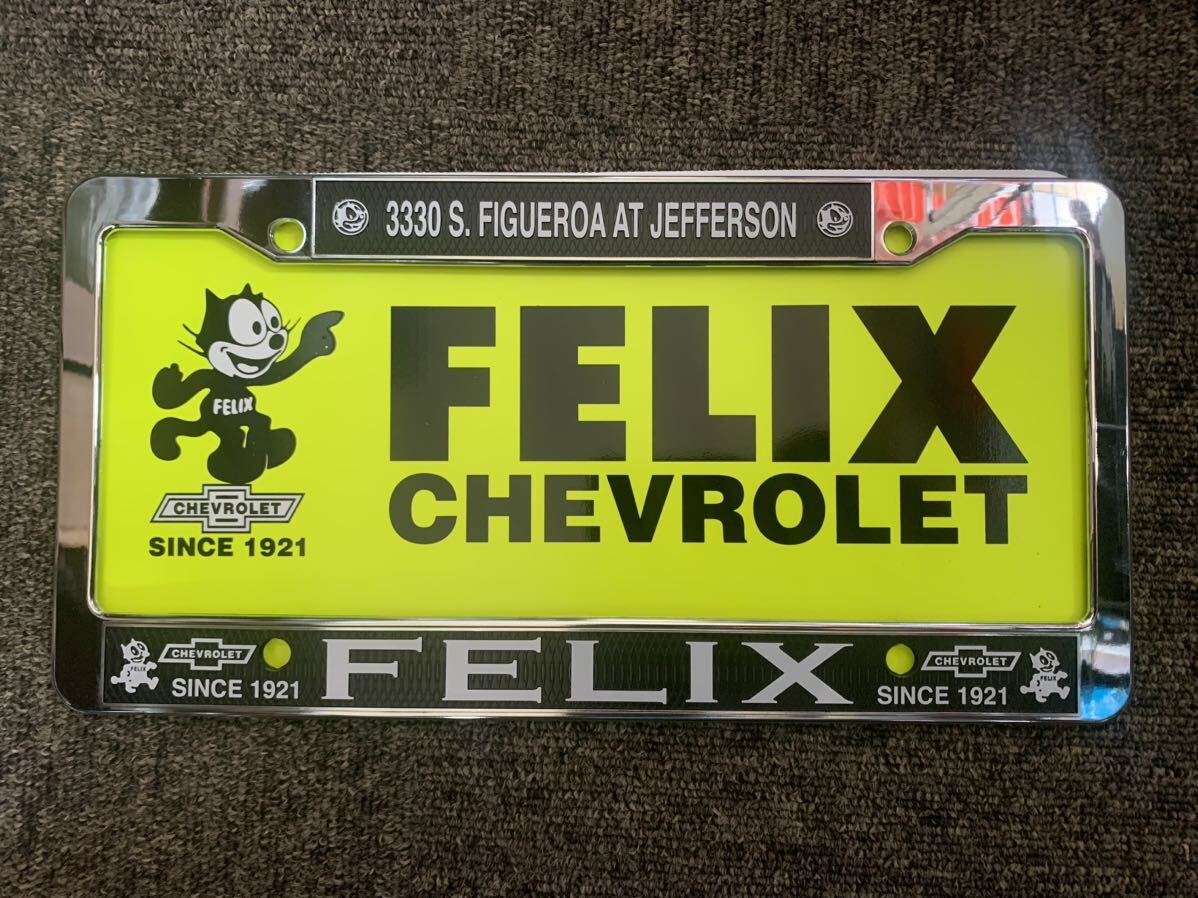 3330 S. FIGUEROA AT JEFFERSON
FELIX
CHEVROLET
FELIX
CHEVROLET
SINCE 1921
FELIX
CHEVROLET
SINCE 1921
FELIX
CHEVROLET
SINCE 1921
FELIX